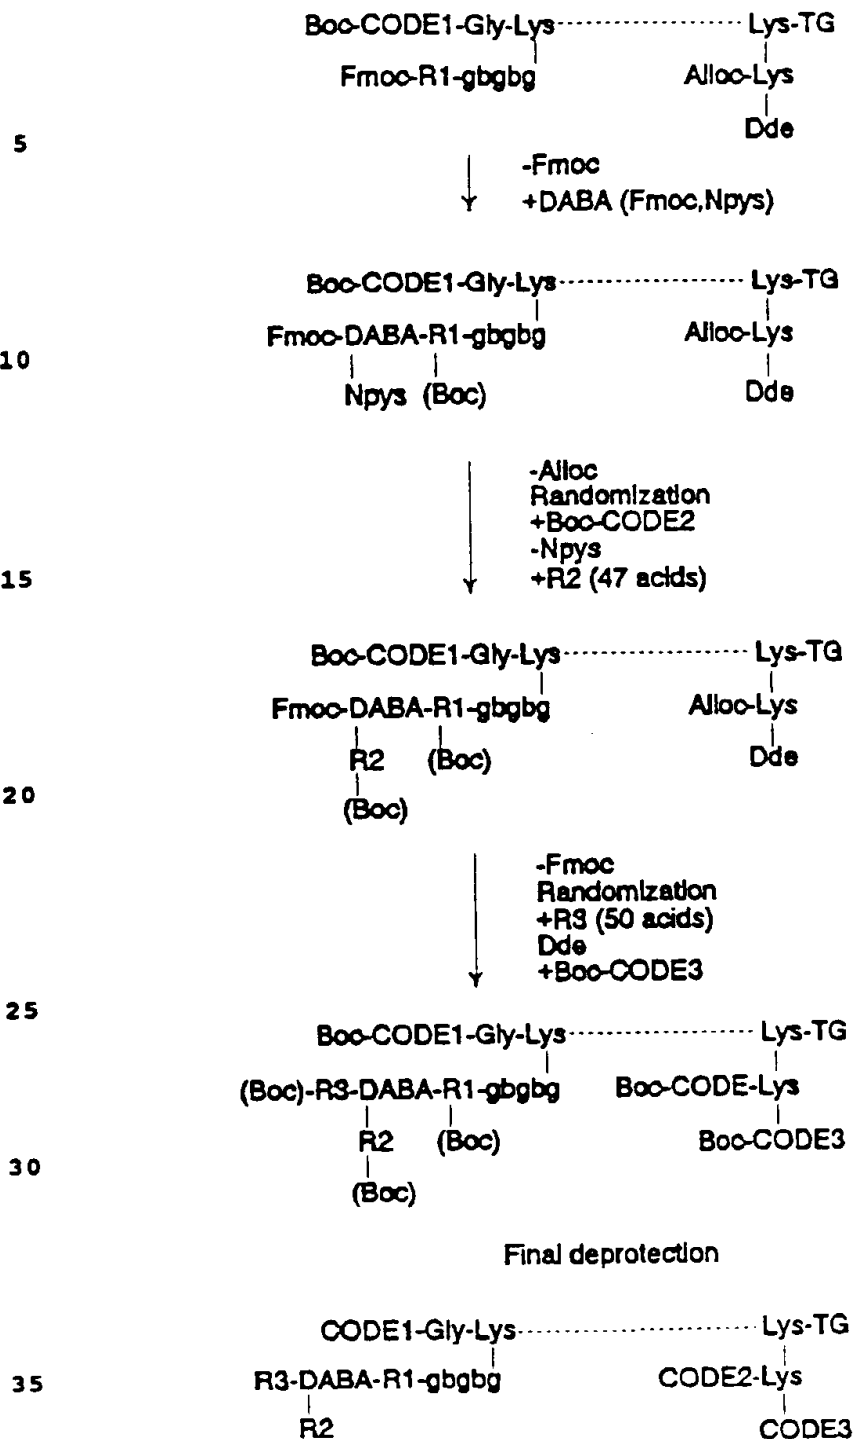 Boc-CODE1-Gly-Lys Lys-TG
Fmoc-R1-gbgbg Alloc-Lys
Dde
5
-Fmoc
+DABA (Fmoc,Npys)
Boc-CODE1-Gly-Lys Lys-TG
Fmoc-DABA-R1-gbgbg Alloc-Lys
10
Npys (Boc) Dde
-Alloc
Randomization
+Boc-CODE2
-Npys
15
+R2 (47 acids)
Boc-CODE1-Gly-Lys Lys-TG
Fmoc-DABA-R1-gbgbg Alloc-Lys
R2 (Boc) Dde
20
(Boc)
-Fmoc
Randomization
+R3 (50 acids)
Dde
+Boc-CODE3
25
Boc-CODE1-Gly-Lys Lys-TG
(Boc)-R3-DABA-R1-gbgbg Boc-CODE-Lys
R2 (Boc) Boc-CODE3
30
(Boc)
Final deprotection
CODE1-Gly-Lys Lys-TG
35
R3-DABA-R1-gbgbg CODE2-Lys
R2 CODE3